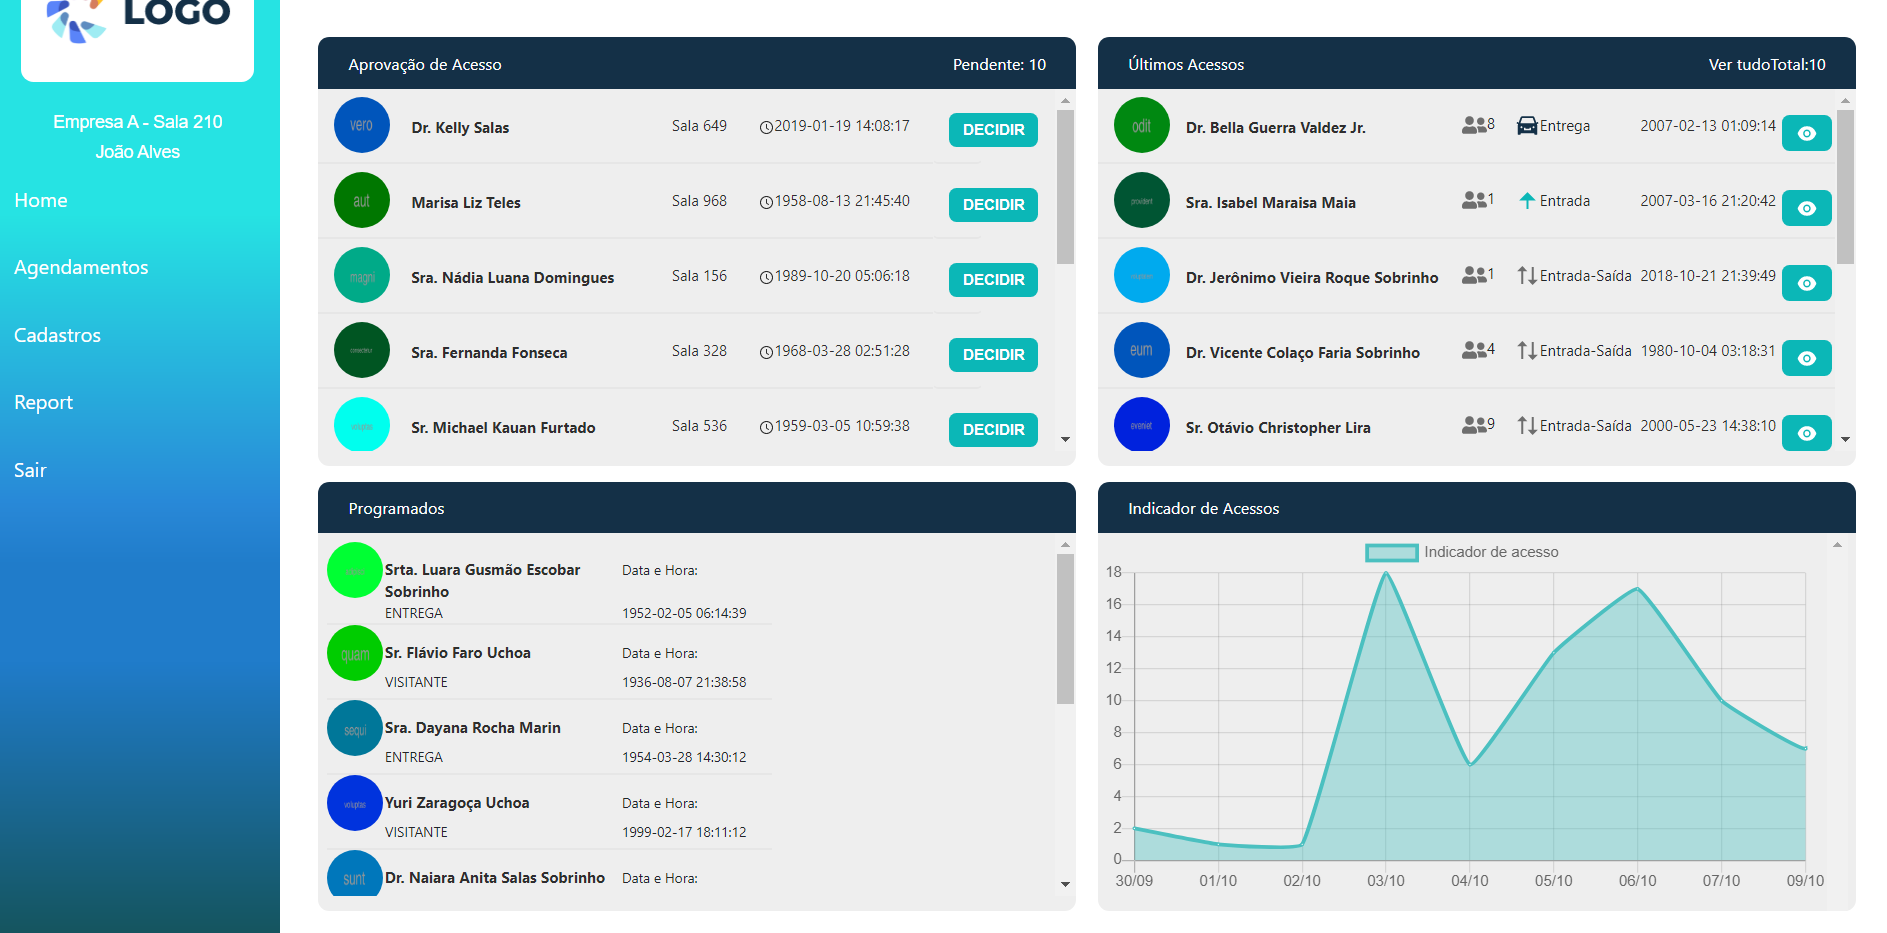 LOGO
Empresa A - Sala 210
João Alves
Home
Agendamentos
Cadastros
Report
Sair
Aprovação de Acesso Pendente: 10
vero Dr. Kelly Salas Sala 649 2019-01-19 14:08:17 DECIDIR
aut Marisa Liz Teles Sala 968 1958-08-13 21:45:40 DECIDIR
magni Sra. Nádia Luana Domingues Sala 156 1989-10-20 05:06:18 DECIDIR
consectetur Sra. Fernanda Fonseca Sala 328 1968-03-28 02:51:28 DECIDIR
voluptas Sr. Michael Kauan Furtado Sala 536 1959-03-05 10:59:38 DECIDIR
Últimos Acessos Ver tudoTotal:10
odit Dr. Bella Guerra Valdez Jr. 8 Entrega 2007-02-13 01:09:14
provident Sra. Isabel Maraisa Maia 1 Entrada 2007-03-16 21:20:42
Dr. Jerônimo Vieira Roque Sobrinho 1 Entrada-Saída 2018-10-21 21:39:49
eum Dr. Vicente Colaço Faria Sobrinho 4 Entrada-Saída 1980-10-04 03:18:31
eveniet Sr. Otávio Christopher Lira 9 Entrada-Saída 2000-05-23 14:38:10
Programados
Srta. Luara Gusmão Escobar Data e Hora:
Sobrinho
ENTREGA 1952-02-05 06:14:39
quam Sr. Flávio Faro Uchoa Data e Hora:
VISITANTE 1936-08-07 21:38:58
sequi Sra. Dayana Rocha Marin Data e Hora:
ENTREGA 1954-03-28 14:30:12
voluptas Yuri Zaragoça Uchoa Data e Hora:
VISITANTE 1999-02-17 18:11:12
sunt Dr. Naiara Anita Salas Sobrinho Data e Hora:
Indicador de Acessos
Indicador de acesso
18
16
14
12
10
8
6
4
2
0
30/09 01/10 02/10 03/10 04/10 05/10 06/10 07/10 09/10